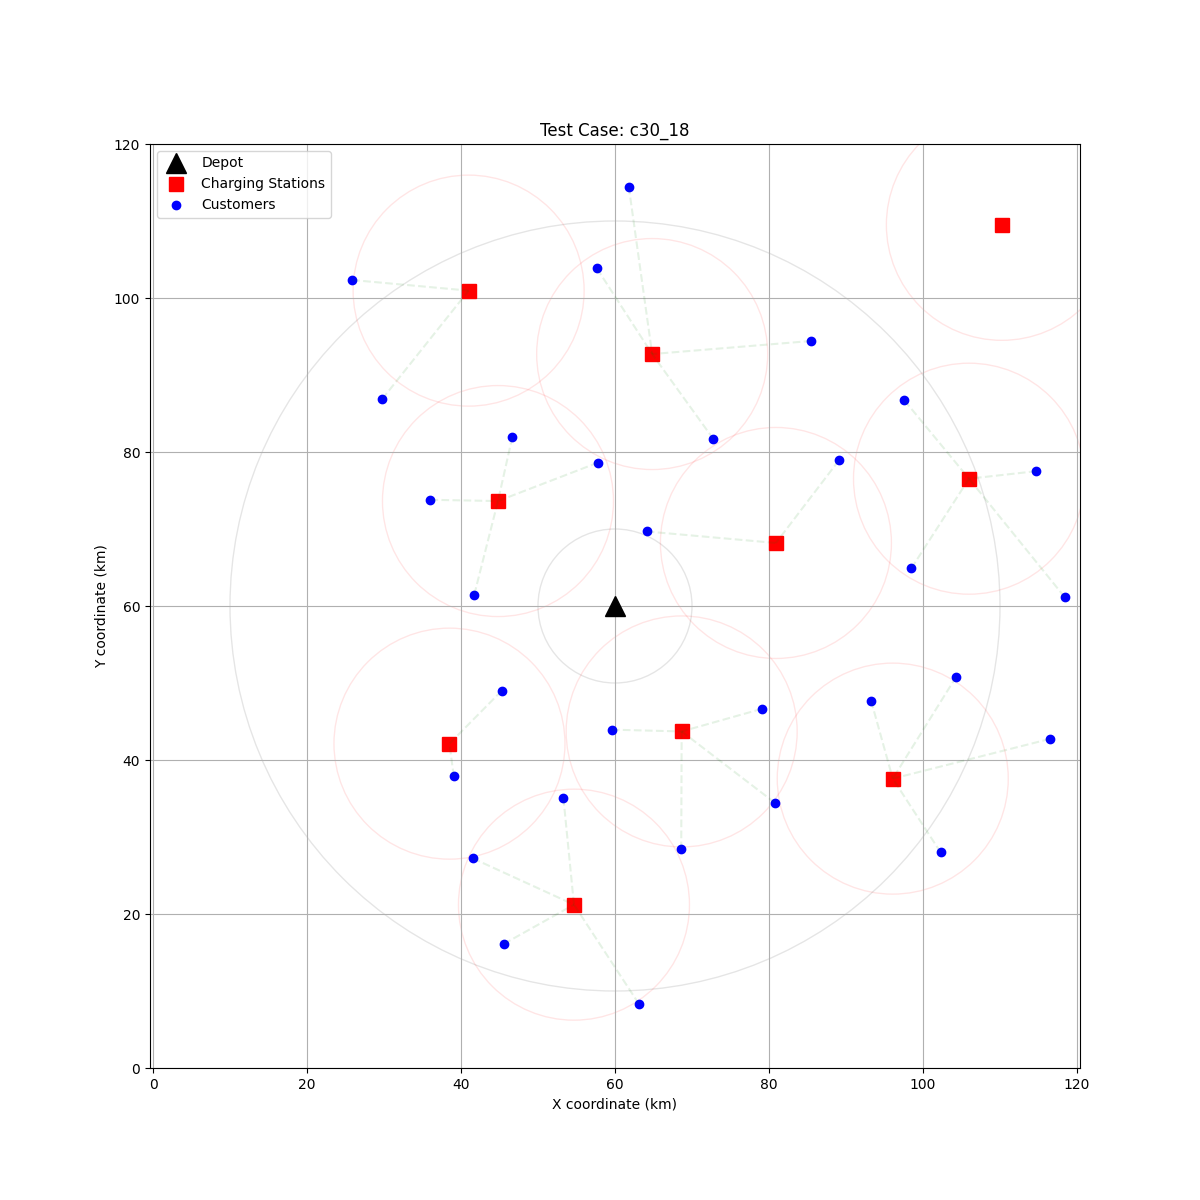 Test Case: c30_18
Depot
Charging Stations
Customers
120
100
80
60
40
20
0
Y coordinate (km)
0 20 40 60 80 100 120
X coordinate (km)